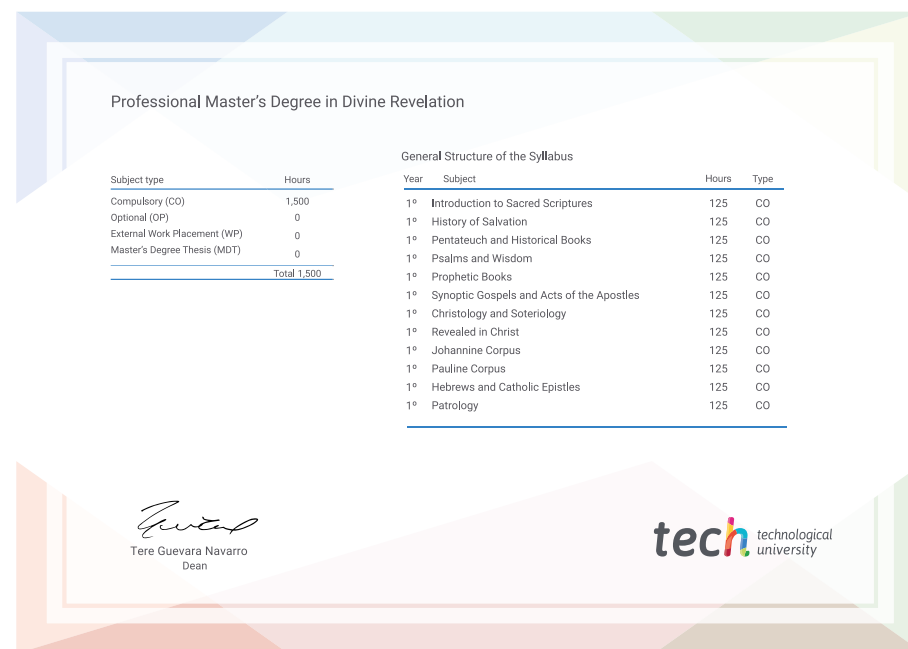 Professional Master's Degree in Divine Revelation
Subject type Hours
Compulsory (CO) 1,500
Optional (OP) 0
External Work Placement (WP) 0
Master's Degree Thesis (MDT) 0
Total 1,500
General Structure of the Syllabus
Year Subject Hours Type
1º Introduction to Sacred Scriptures 125 CO
1º History of Salvation 125 CO
1º Pentateuch and Historical Books 125 CO
1º Psalms and Wisdom 125 CO
1º Prophetic Books 125 CO
1º Synoptic Gospels and Acts of the Apostles 125 CO
1º Christology and Soteriology 125 CO
1º Revealed in Christ 125 CO
1º Johannine Corpus 125 CO
1º Pauline Corpus 125 CO
1º Hebrews and Catholic Epistles 125 CO
1º Patrology 125 CO
Tere Guevara Navarro
Dean
tech technological
university